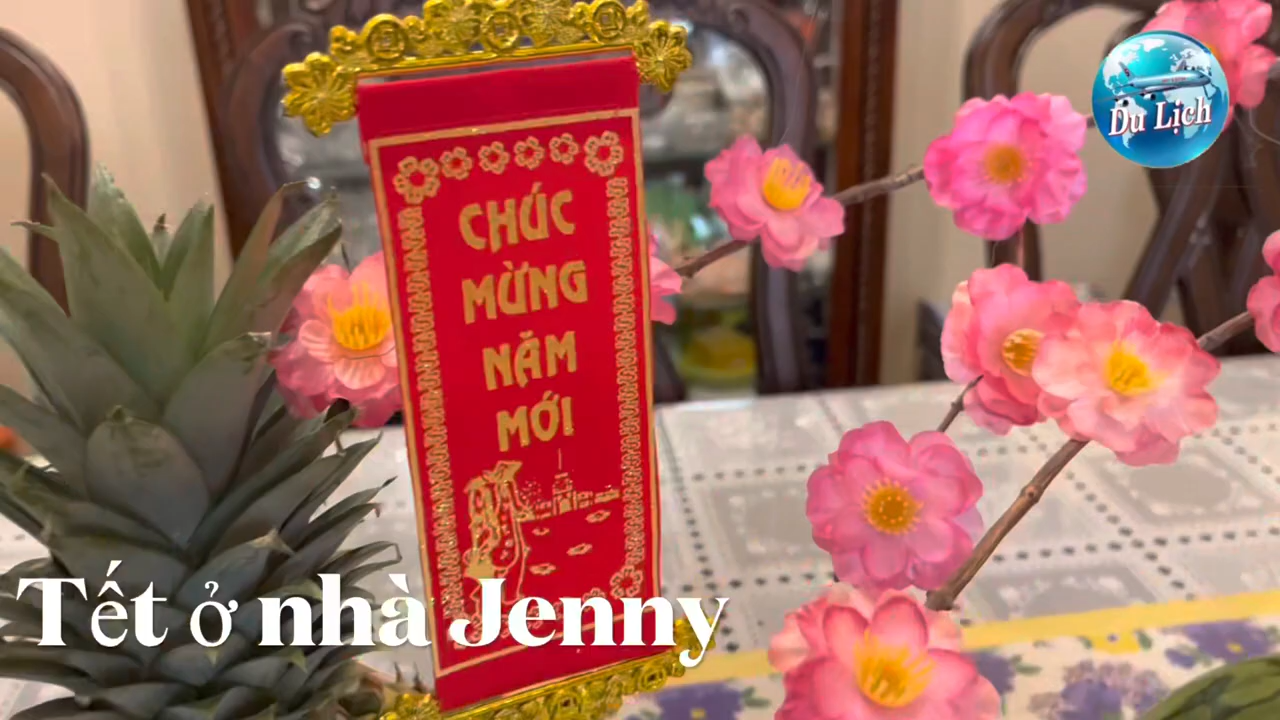 CHÚC
MỪNG
NĂM
MỚI
Du Lịch
Tết ở nhà Jenny